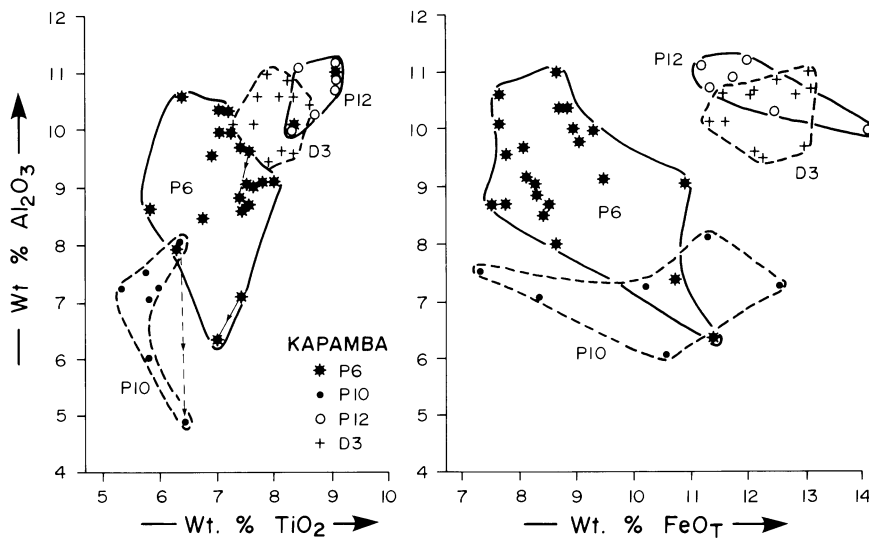 12
11
10
9
8
7
6
5
4
Wt % Al2O3
5 6 7 8 9 10
Wt. % TiO2
P12
D3
P6
P10
KAPAMBA
P6
P10
P12
D3
12
11
10
9
8
7
6
5
4
7 8 9 10 11 12 13 14
Wt. % FeOT
P12
D3
P6
P10